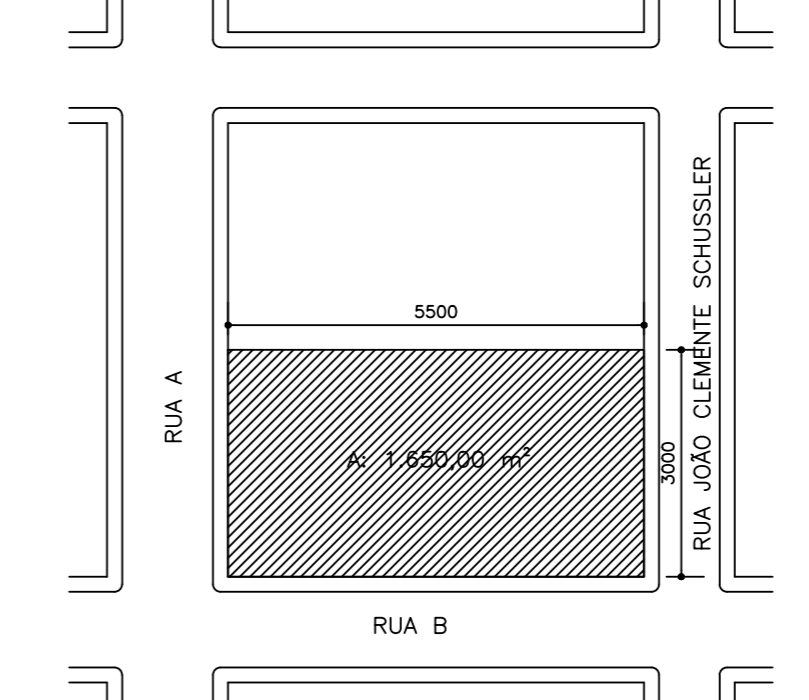 5500
RUA JOÃO CLEMENTE SCHUSSLER
RUA A
A: 1.650,00 m²
3000
RUA B